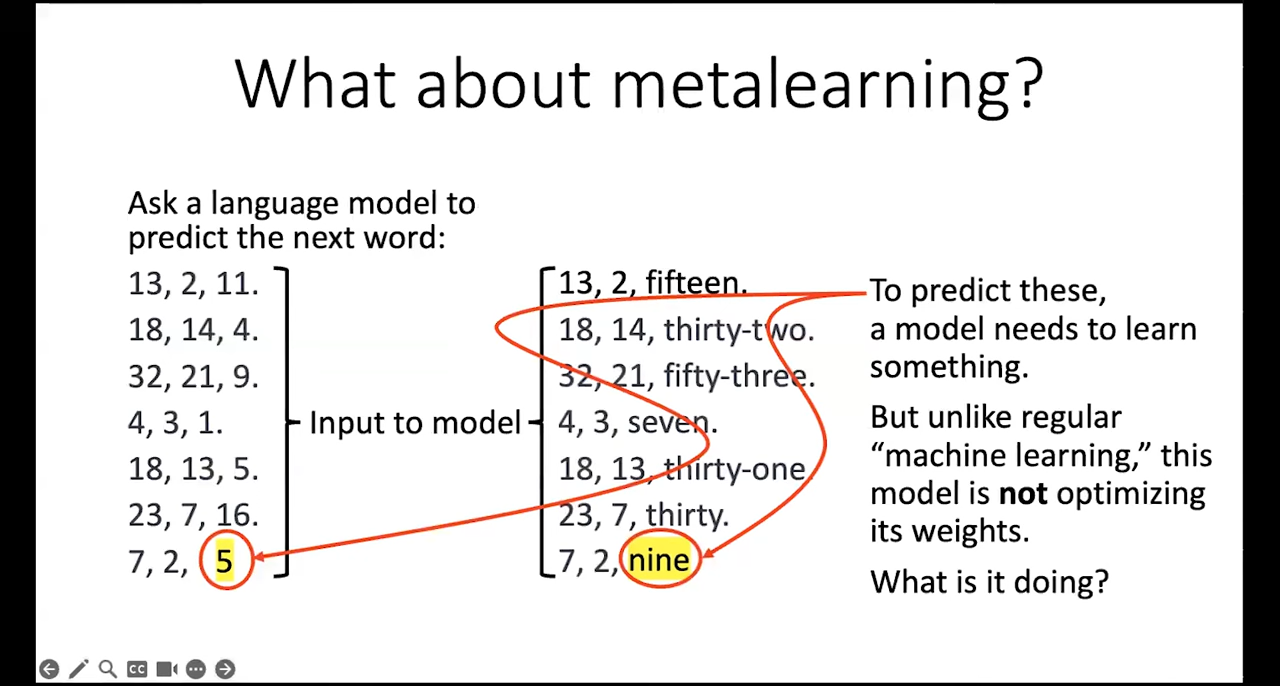 What about metalearning?
Ask a language model to
predict the next word:
13, 2, 11.
18, 14, 4.
32, 21, 9.
4, 3, 1.
18, 13, 5.
23, 7, 16.
7, 2, 5
Input to model
13, 2, fifteen.
18, 14, thirty-two.
32, 21, fifty-three.
4, 3, seven.
18, 13, thirty-one.
23, 7, thirty.
7, 2, nine
To predict these,
a model needs to learn
something.
But unlike regular
“machine learning,” this
model is not optimizing
its weights.
What is it doing?
CC